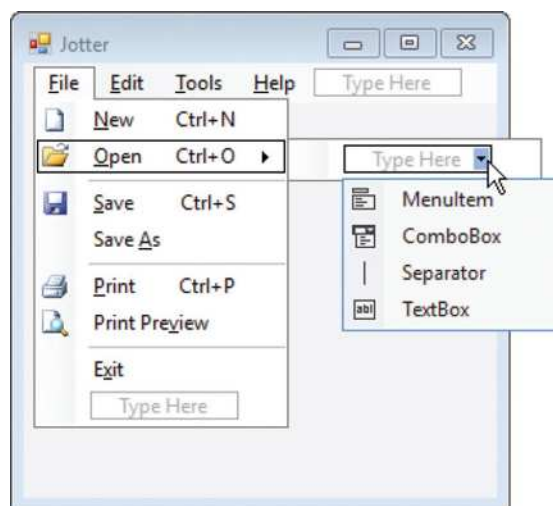 Jotter
File Edit Tools Help Type Here
New Ctrl+N
Open Ctrl+O Type Here
Save Ctrl+S
Save As
Print Ctrl+P
Print Preview
Exit
Type Here
MenuItem
ComboBox
Separator
abl TextBox